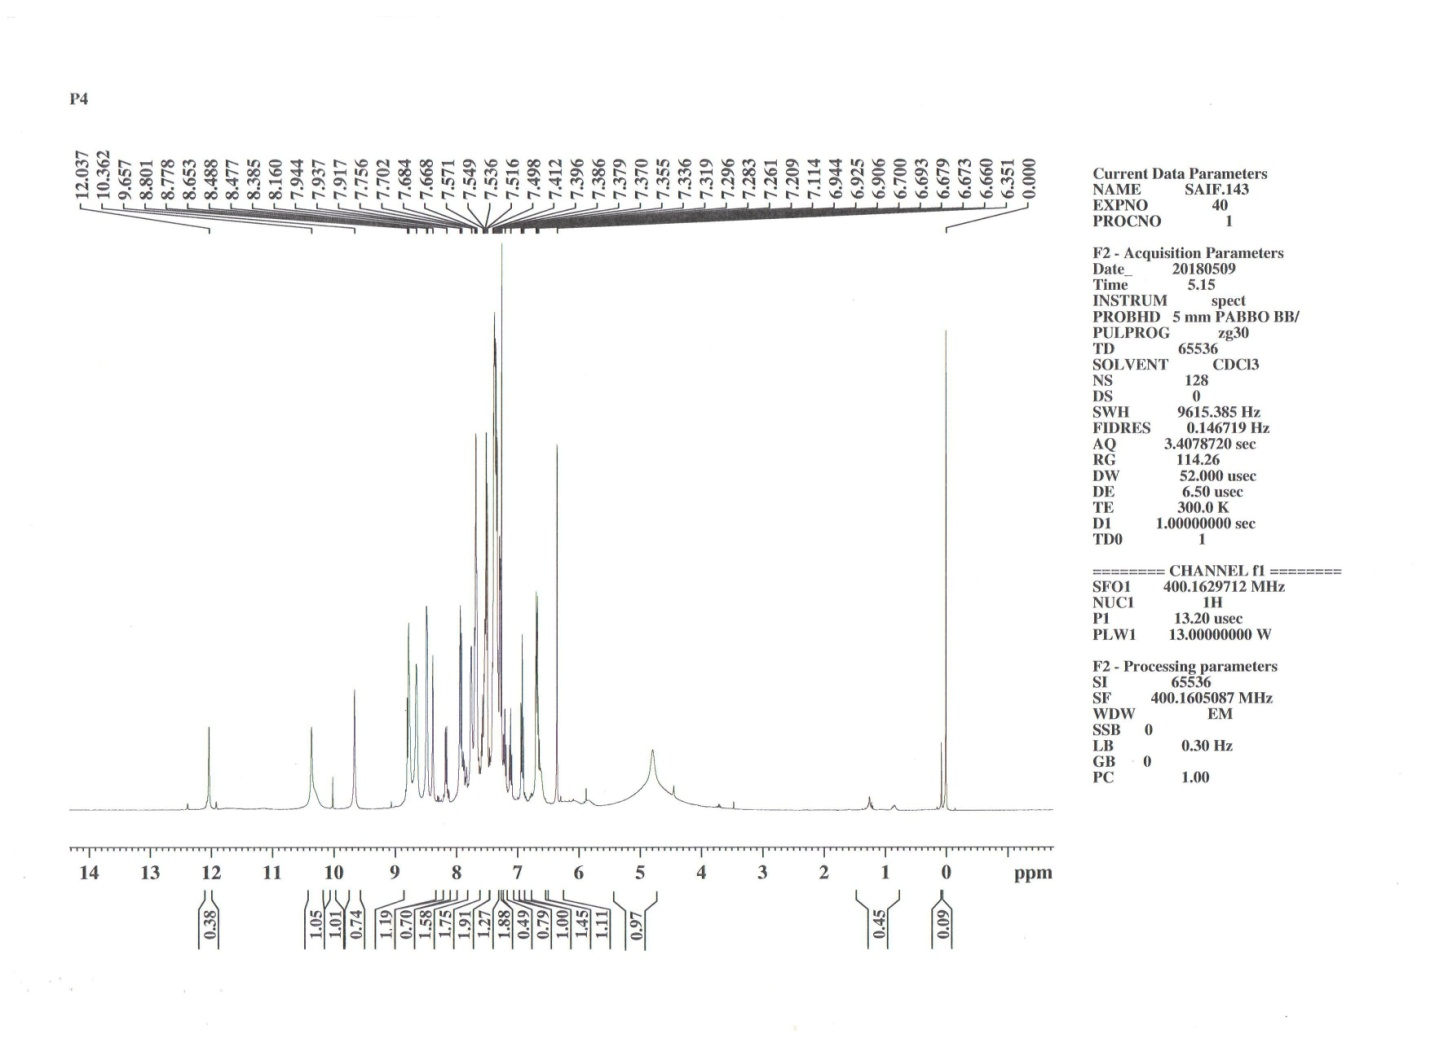 P4
12.037
10.362
9.657
8.801
8.778
8.653
8.488
8.477
8.385
8.160
7.944
7.937
7.917
7.756
7.702
7.684
7.668
7.571
7.549
7.536
7.516
7.498
7.412
7.396
7.386
7.379
7.370
7.355
7.336
7.319
7.296
7.283
7.261
7.209
7.114
6.944
6.925
6.906
6.700
6.693
6.679
6.673
6.660
6.351
0.000
Current Data Parameters
NAME SAIF.143
EXPNO 40
PROCNO 1
F2 - Acquisition Parameters
Date_ 20180509
Time 5.15
INSTRUM spect
PROBHD 5 mm PABBO BB/
PULPROG zg30
TD 65536
SOLVENT CDCl3
NS 128
DS 0
SWH 9615.385 Hz
FIDRES 0.146719 Hz
AQ 3.4078720 sec
RG 114.26
DW 52.000 usec
DE 6.50 usec
TE 300.0 K
D1 1.00000000 sec
TD0 1
======== CHANNEL f1 ========
SFO1 400.1629712 MHz
NUC1 1H
P1 13.20 usec
PLW1 13.00000000 W
F2 - Processing parameters
SI 65536
SF 400.1605087 MHz
WDW EM
SSB 0
LB 0.30 Hz
GB 0
PC 1.00
14 13 12 11 10 9 8 7 6 5 4 3 2 1 0 ppm
0.38
1.05
1.01
0.74
1.19
0.70
1.58
1.75
1.91
1.27
1.88
0.49
0.79
1.00
1.45
1.11
0.97
0.45
0.09